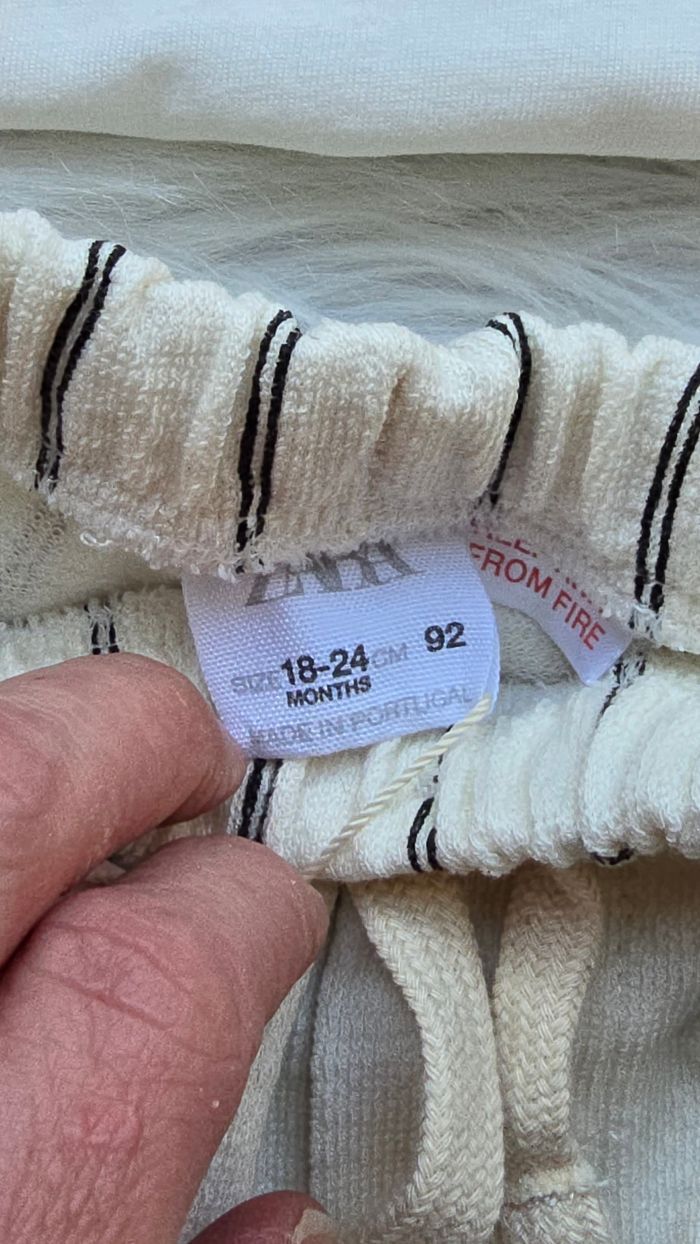 ZARA
SIZE 18-24 CM 92
MONTHS
MADE IN PORTUGAL
FROM FIRE